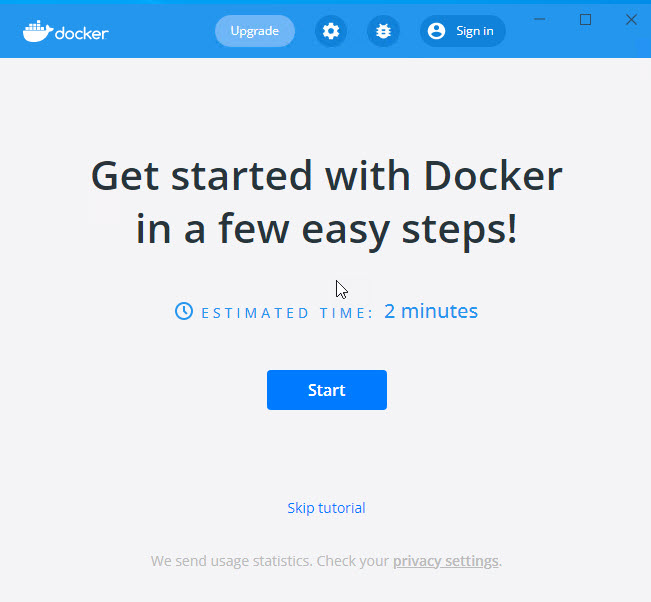 docker
Upgrade
Sign in
Get started with Docker
in a few easy steps!
ESTIMATED TIME: 2 minutes
Start
Skip tutorial
We send usage statistics. Check your privacy settings.